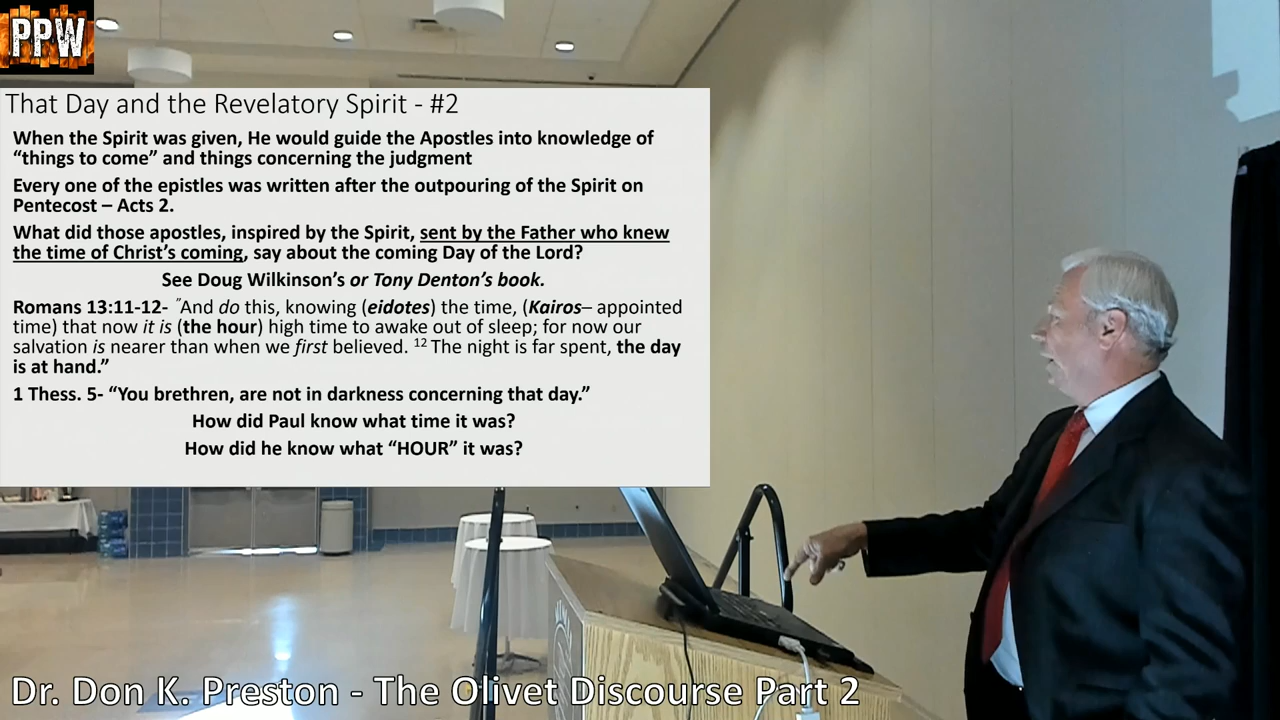 PPW
That Day and the Revelatory Spirit - #2
When the Spirit was given, He would guide the Apostles into knowledge of
“things to come” and things concerning the judgment
Every one of the epistles was written after the outpouring of the Spirit on
Pentecost – Acts 2.
What did those apostles, inspired by the Spirit, sent by the Father who knew
the time of Christ’s coming, say about the coming Day of the Lord?
See Doug Wilkinson’s or Tony Denton’s book.
Romans 13:11-12- ˝And do this, knowing (eidotes) the time, (Kairos– appointed
time) that now it is (the hour) high time to awake out of sleep; for now our
salvation is nearer than when we first believed. 12 The night is far spent, the day
is at hand.”
1 Thess. 5- “You brethren, are not in darkness concerning that day.”
How did Paul know what time it was?
How did he know what “HOUR” it was?
Dr. Don K. Preston - The Olivet Discourse Part 2